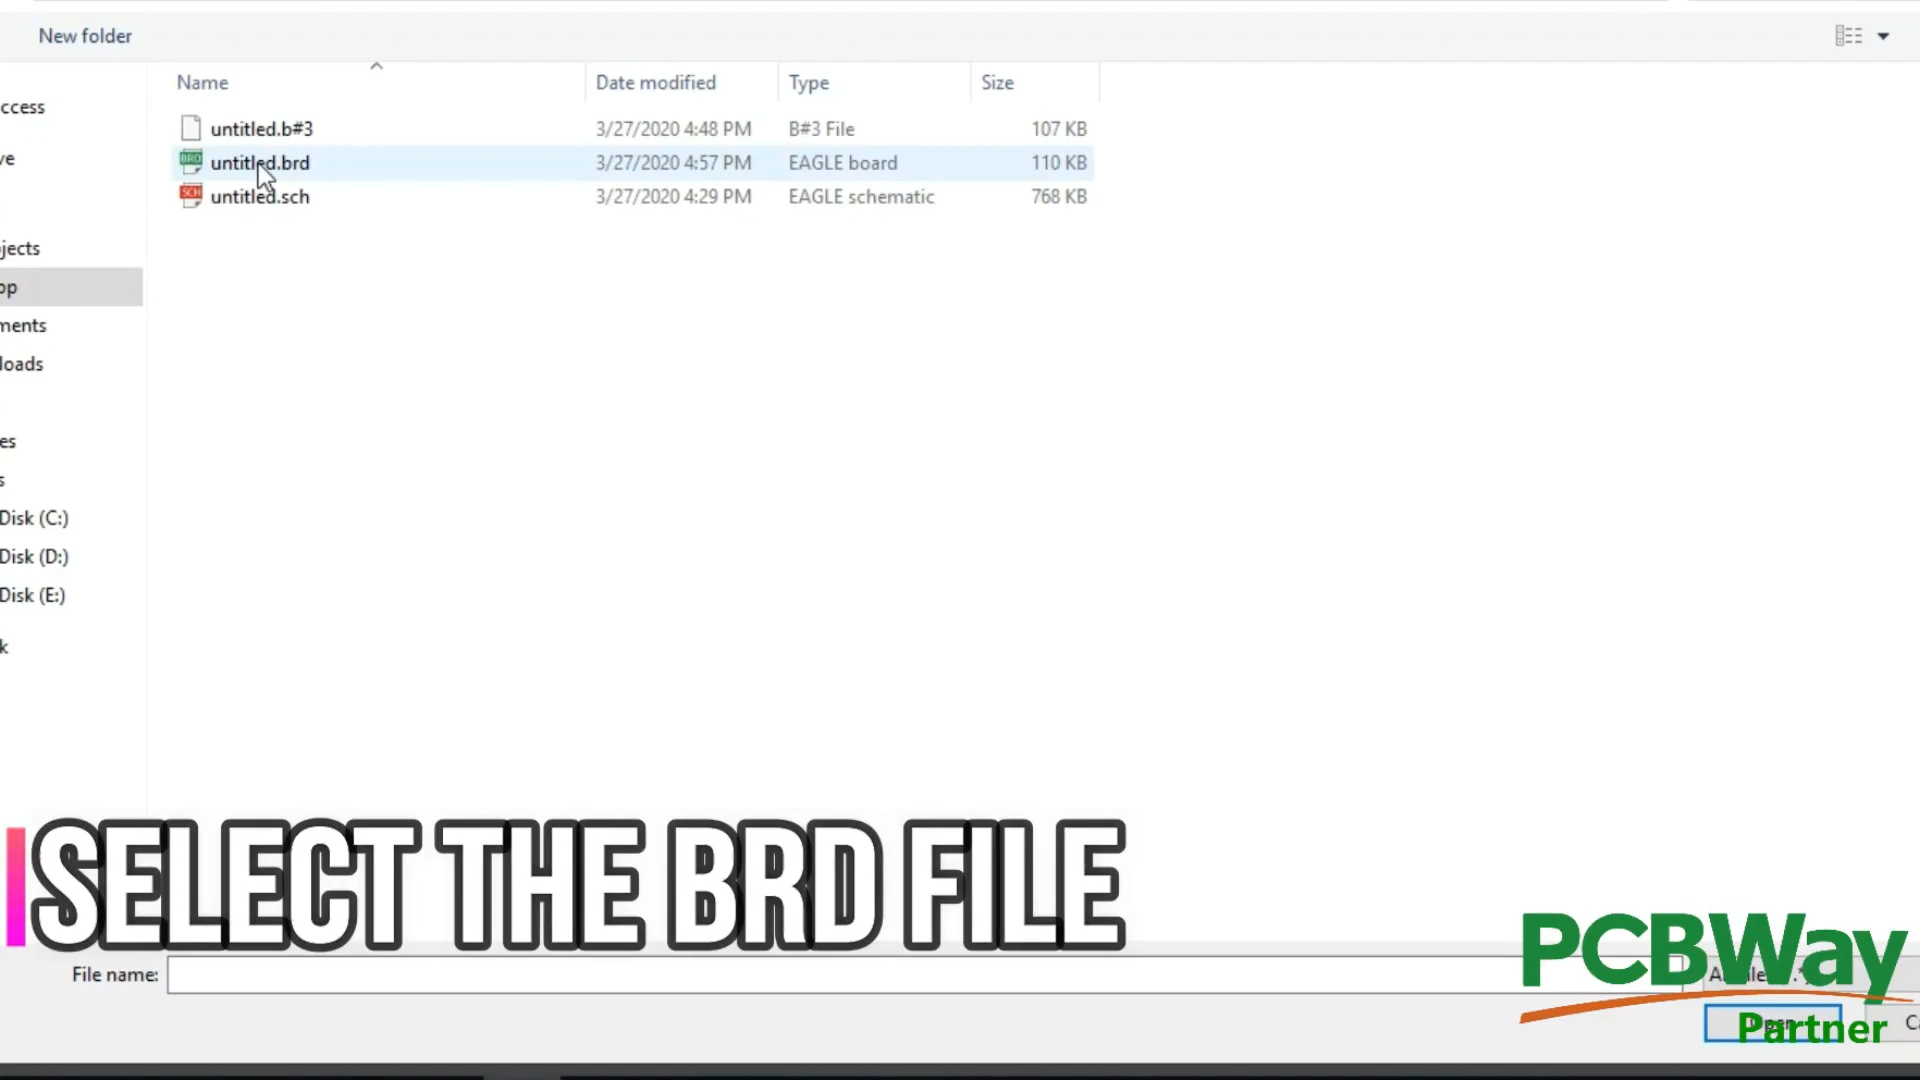 New folder
Name Date modified Type Size
ccess
untitled.b#3 3/27/2020 4:48 PM B#3 File 107 KB
ve
BRD untitled.brd 3/27/2020 4:57 PM EAGLE board 110 KB
SCH untitled.sch 3/27/2020 4:29 PM EAGLE schematic 768 KB
jects
op
ments
loads
es
s
Disk (C:)
Disk (D:)
Disk (E:)
k
SELECT THE BRD FILE
File name:
PCBWay
Partner